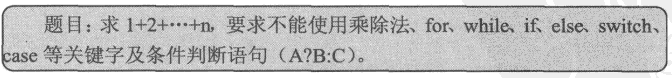 题目：求 1+2+…+n，要求不能使用乘除法、for、while、if、else、switch、
case 等关键字及条件判断语句（A?B:C）。